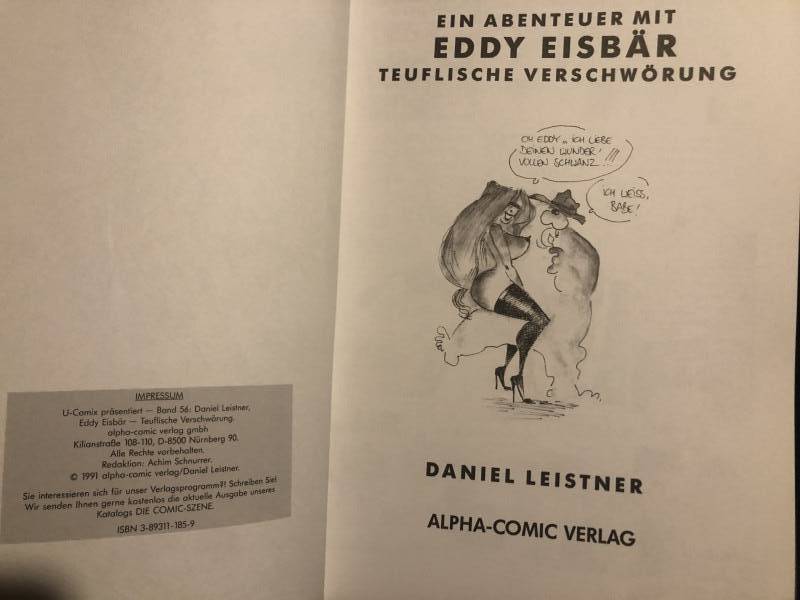 IMPRESSUM
U-Comix präsentiert — Band 56: Daniel Leistner,
Eddy Eisbär — Teuflische Verschwörung.
alpha-comic verlag gmbh
Kilianstraße 108-110, D-8500 Nürnberg 90.
Alle Rechte vorbehalten.
Redaktion: Achim Schnurrer.
© 1991 alpha-comic verlag/Daniel Leistner.
Sie interessieren sich für unser Verlagsprogramm?! Schreiben Sie!
Wir senden Ihnen gerne kostenlos die aktuelle Ausgabe unseres
Katalogs DIE COMIC-SZENE.
ISBN 3-89311-185-9
EIN ABENTEUER MIT
EDDY EISBÄR
TEUFLISCHE VERSCHWÖRUNG
OH EDDY,, ICH LIEBE
DEINEN WUNDER'
VOLLEN SCHWANZ!!!
ICH WEISS,
BABE!
DANIEL LEISTNER
ALPHA-COMIC VERLAG